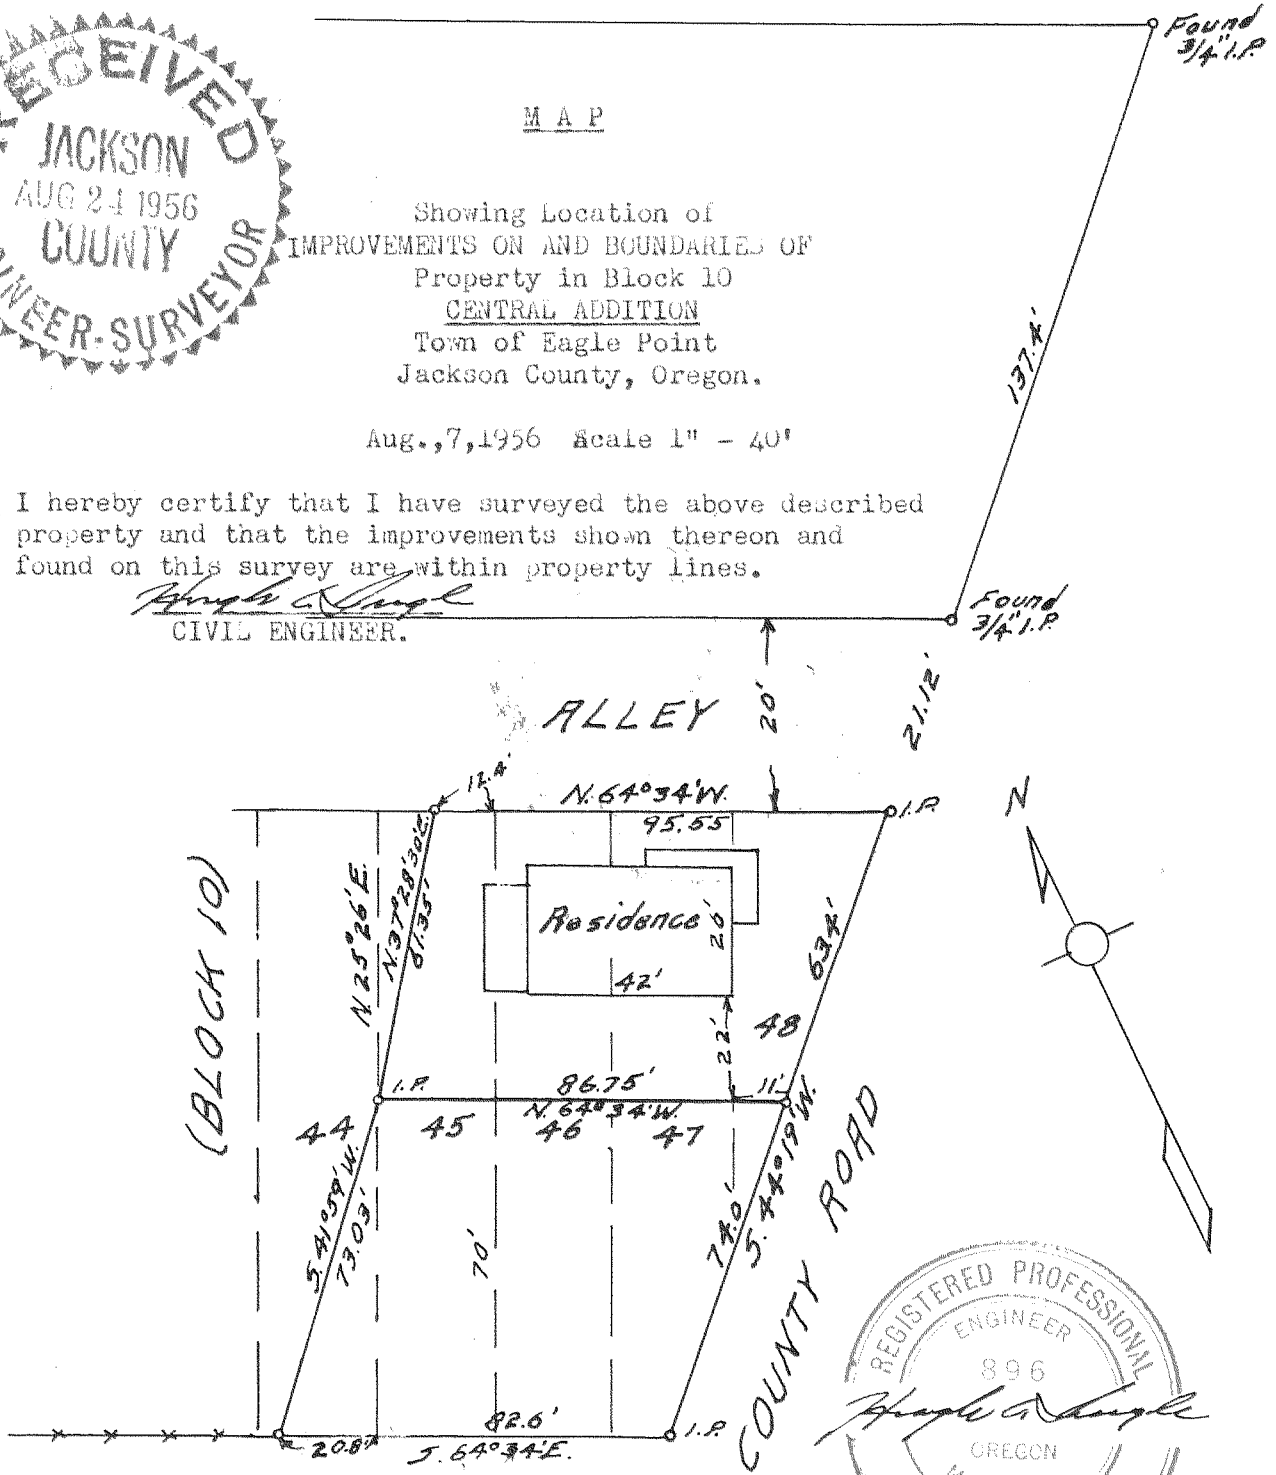 RECEIVED
JACKSON
AUG 24 1956
COUNTY
ENGINEER-SURVEYOR
Found
3/4" I.P.
M A P
Showing Location of
IMPROVEMENTS ON AND BOUNDARIES OF
Property in Block 10
CENTRAL ADDITION
Town of Eagle Point
Jackson County, Oregon.
137.4'
Aug.,7,1956 Scale 1" - 40'
I hereby certify that I have surveyed the above described
property and that the improvements shown thereon and
found on this survey are within property lines.
CIVIL ENGINEER.
Found
3/4" I.P.
ALLEY
20'
21.12'
12.4'
N. 64°34'W.
95.55
I.P.
N
(BLOCK 10)
N. 25°26'E.
N.37°28'30"E.
61.35'
Residence
26'
42'
63.4'
22'
48
I.P.
86.75'
11'
N. 64°34'W.
44
45
46
47
S.41°59'W.
73.03'
70'
74.0'
S. 44°19'W.
COUNTY ROAD
82.6'
20.8'
S. 64°34'E.
I.P.
REGISTERED PROFESSIONAL
ENGINEER
896
OREGON